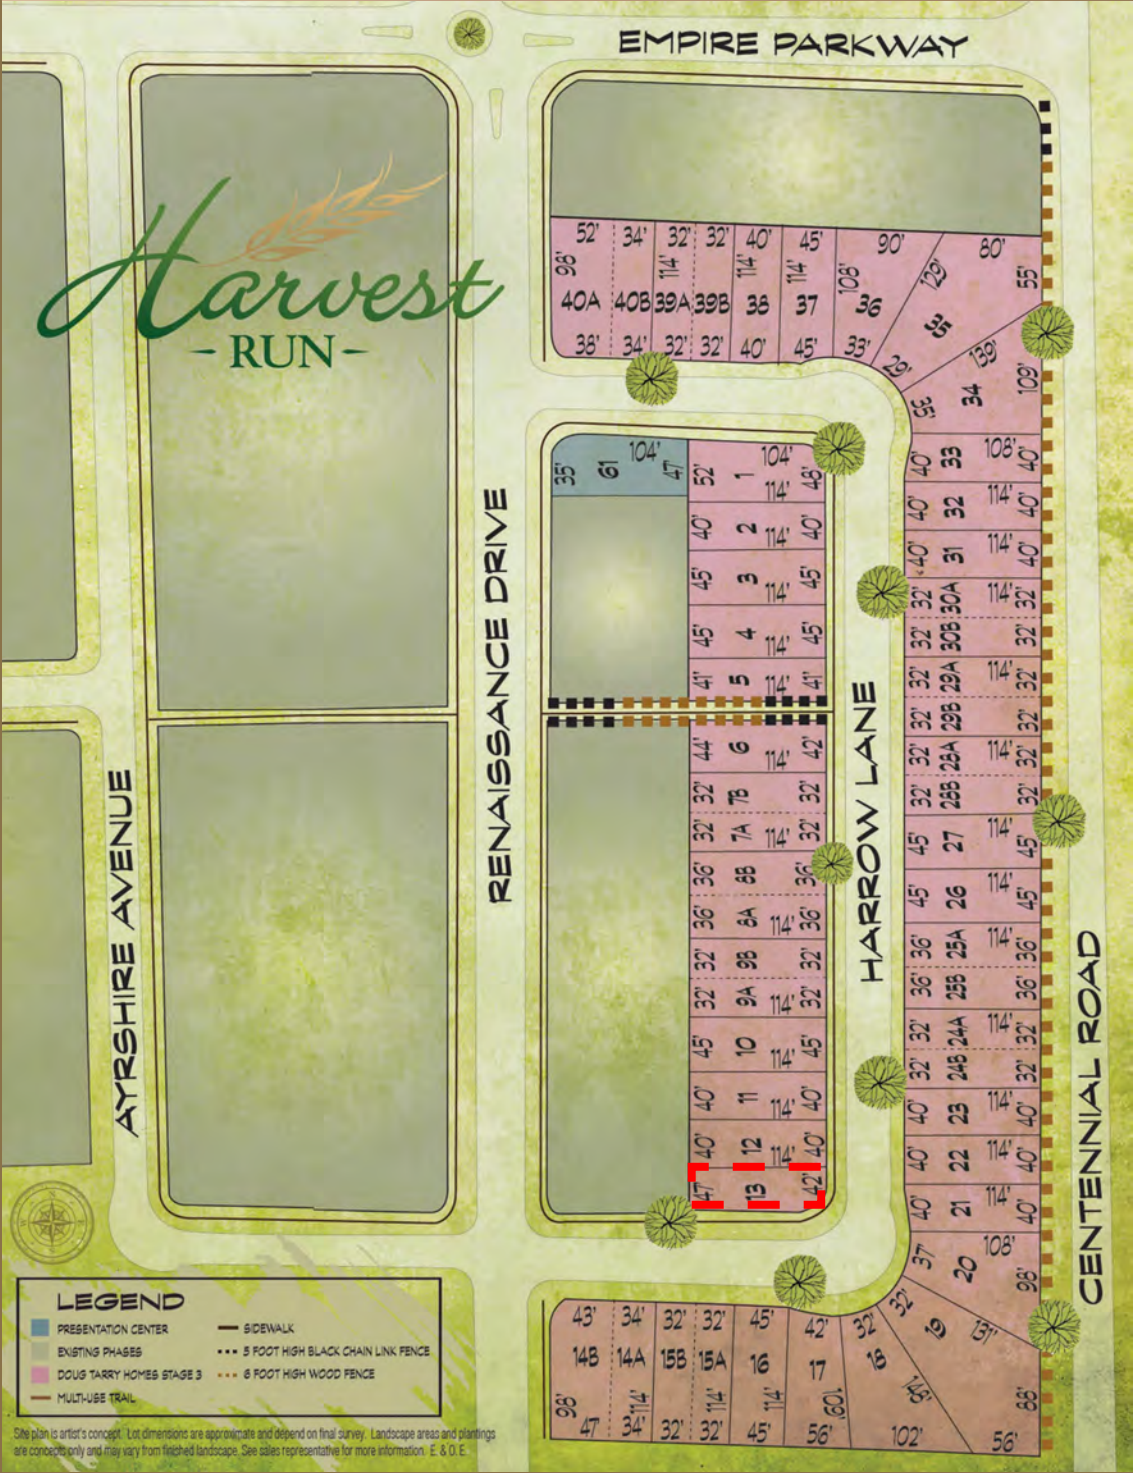 EMPIRE PARKWAY
Harvest
- RUN -
52' 34' 32' 32' 40' 45' 90' 80'
98' 114' 114' 114' 108' 129' 55'
40A 40B 39A 39B 38 37 36 35
38' 34' 32' 32' 40' 45' 33' 29' 139'
35' 34 109'
35' 61 104' 47'
52' 1 104' 114' 48'
40' 2 114' 40'
45' 3 114' 45'
45' 4 114' 45'
41' 5 114' 41'
44' 6 114' 42'
32' 7B 32'
32' 7A 114' 32'
36' 8B 36'
36' 8A 114' 36'
32' 9B 32'
32' 9A 114' 32'
45' 10 114' 45'
40' 11 114' 40'
40' 12 114' 40'
47' 13 42'
40' 33 108' 40'
40' 32 114' 40'
40' 31 114' 40'
32' 30A 114' 32'
32' 30B 32'
32' 29A 114' 32'
32' 29B 32'
32' 28A 114' 32'
32' 28B 32'
45' 27 114' 45'
45' 26 114' 45'
36' 25A 114' 36'
36' 25B 36'
32' 24A 114' 32'
32' 24B 32'
40' 23 114' 40'
40' 22 114' 40'
40' 21 114' 40'
37' 20 108' 98'
32' 19 131' 88'
43' 34' 32' 32' 45' 42' 32'
14B 14A 15B 15A 16 17 18
98' 114' 114' 114' 109' 146'
47' 34' 32' 32' 45' 56' 102' 56'
AYRSHIRE AVENUE
RENAISSANCE DRIVE
HARROW LANE
CENTENNIAL ROAD
LEGEND
PRESENTATION CENTER
EXISTING PHASES
DOUG TARRY HOMES STAGE 3
MULTI-USE TRAIL
SIDEWALK
5 FOOT HIGH BLACK CHAIN LINK FENCE
6 FOOT HIGH WOOD FENCE
Site plan is artist's concept. Lot dimensions are approximate and depend on final survey. Landscape areas and plantings
are concepts only and may vary from finished landscape. See sales representative for more information. E. & O. E.